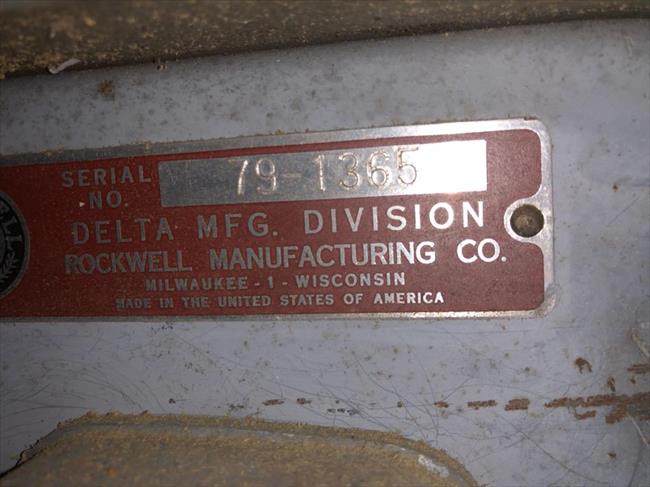 SERIAL NO. 79-1365
DELTA MFG. DIVISION
ROCKWELL MANUFACTURING CO.
MILWAUKEE - 1 - WISCONSIN
MADE IN THE UNITED STATES OF AMERICA